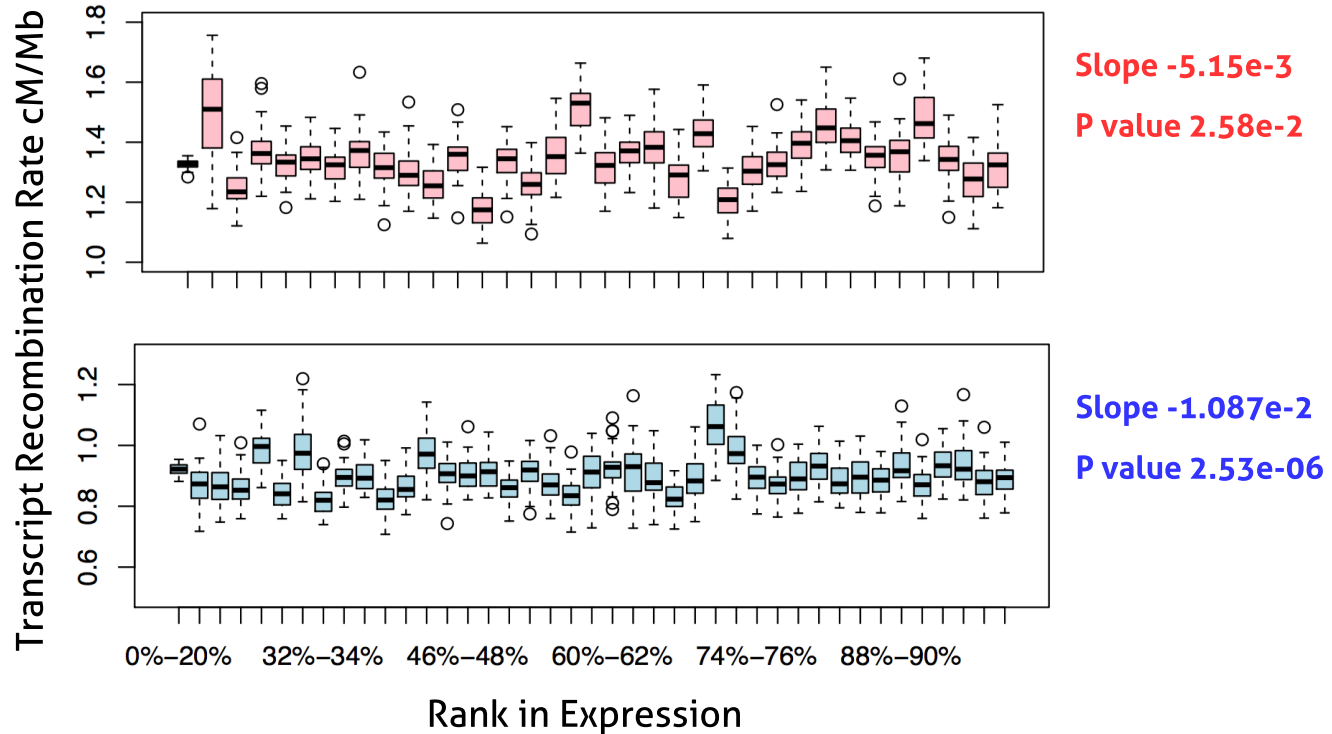 Transcript Recombination Rate cM/Mb
1.8
1.6
1.4
1.2
1.0
Slope -5.15e-3
P value 2.58e-2
1.2
1.0
0.8
0.6
Slope -1.087e-2
P value 2.53e-06
0%–20% 32%–34% 46%–48% 60%–62% 74%–76% 88%–90%
Rank in Expression